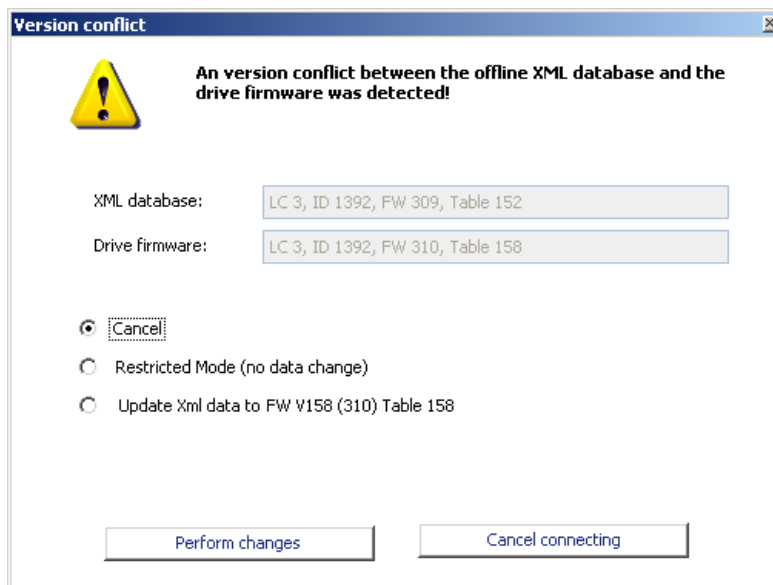 Version conflict
An version conflict between the offline XML database and the
drive firmware was detected!
XML database:
LC 3, ID 1392, FW 309, Table 152
Drive firmware:
LC 3, ID 1392, FW 310, Table 158
Cancel
Restricted Mode (no data change)
Update Xml data to FW V158 (310) Table 158
Perform changes
Cancel connecting